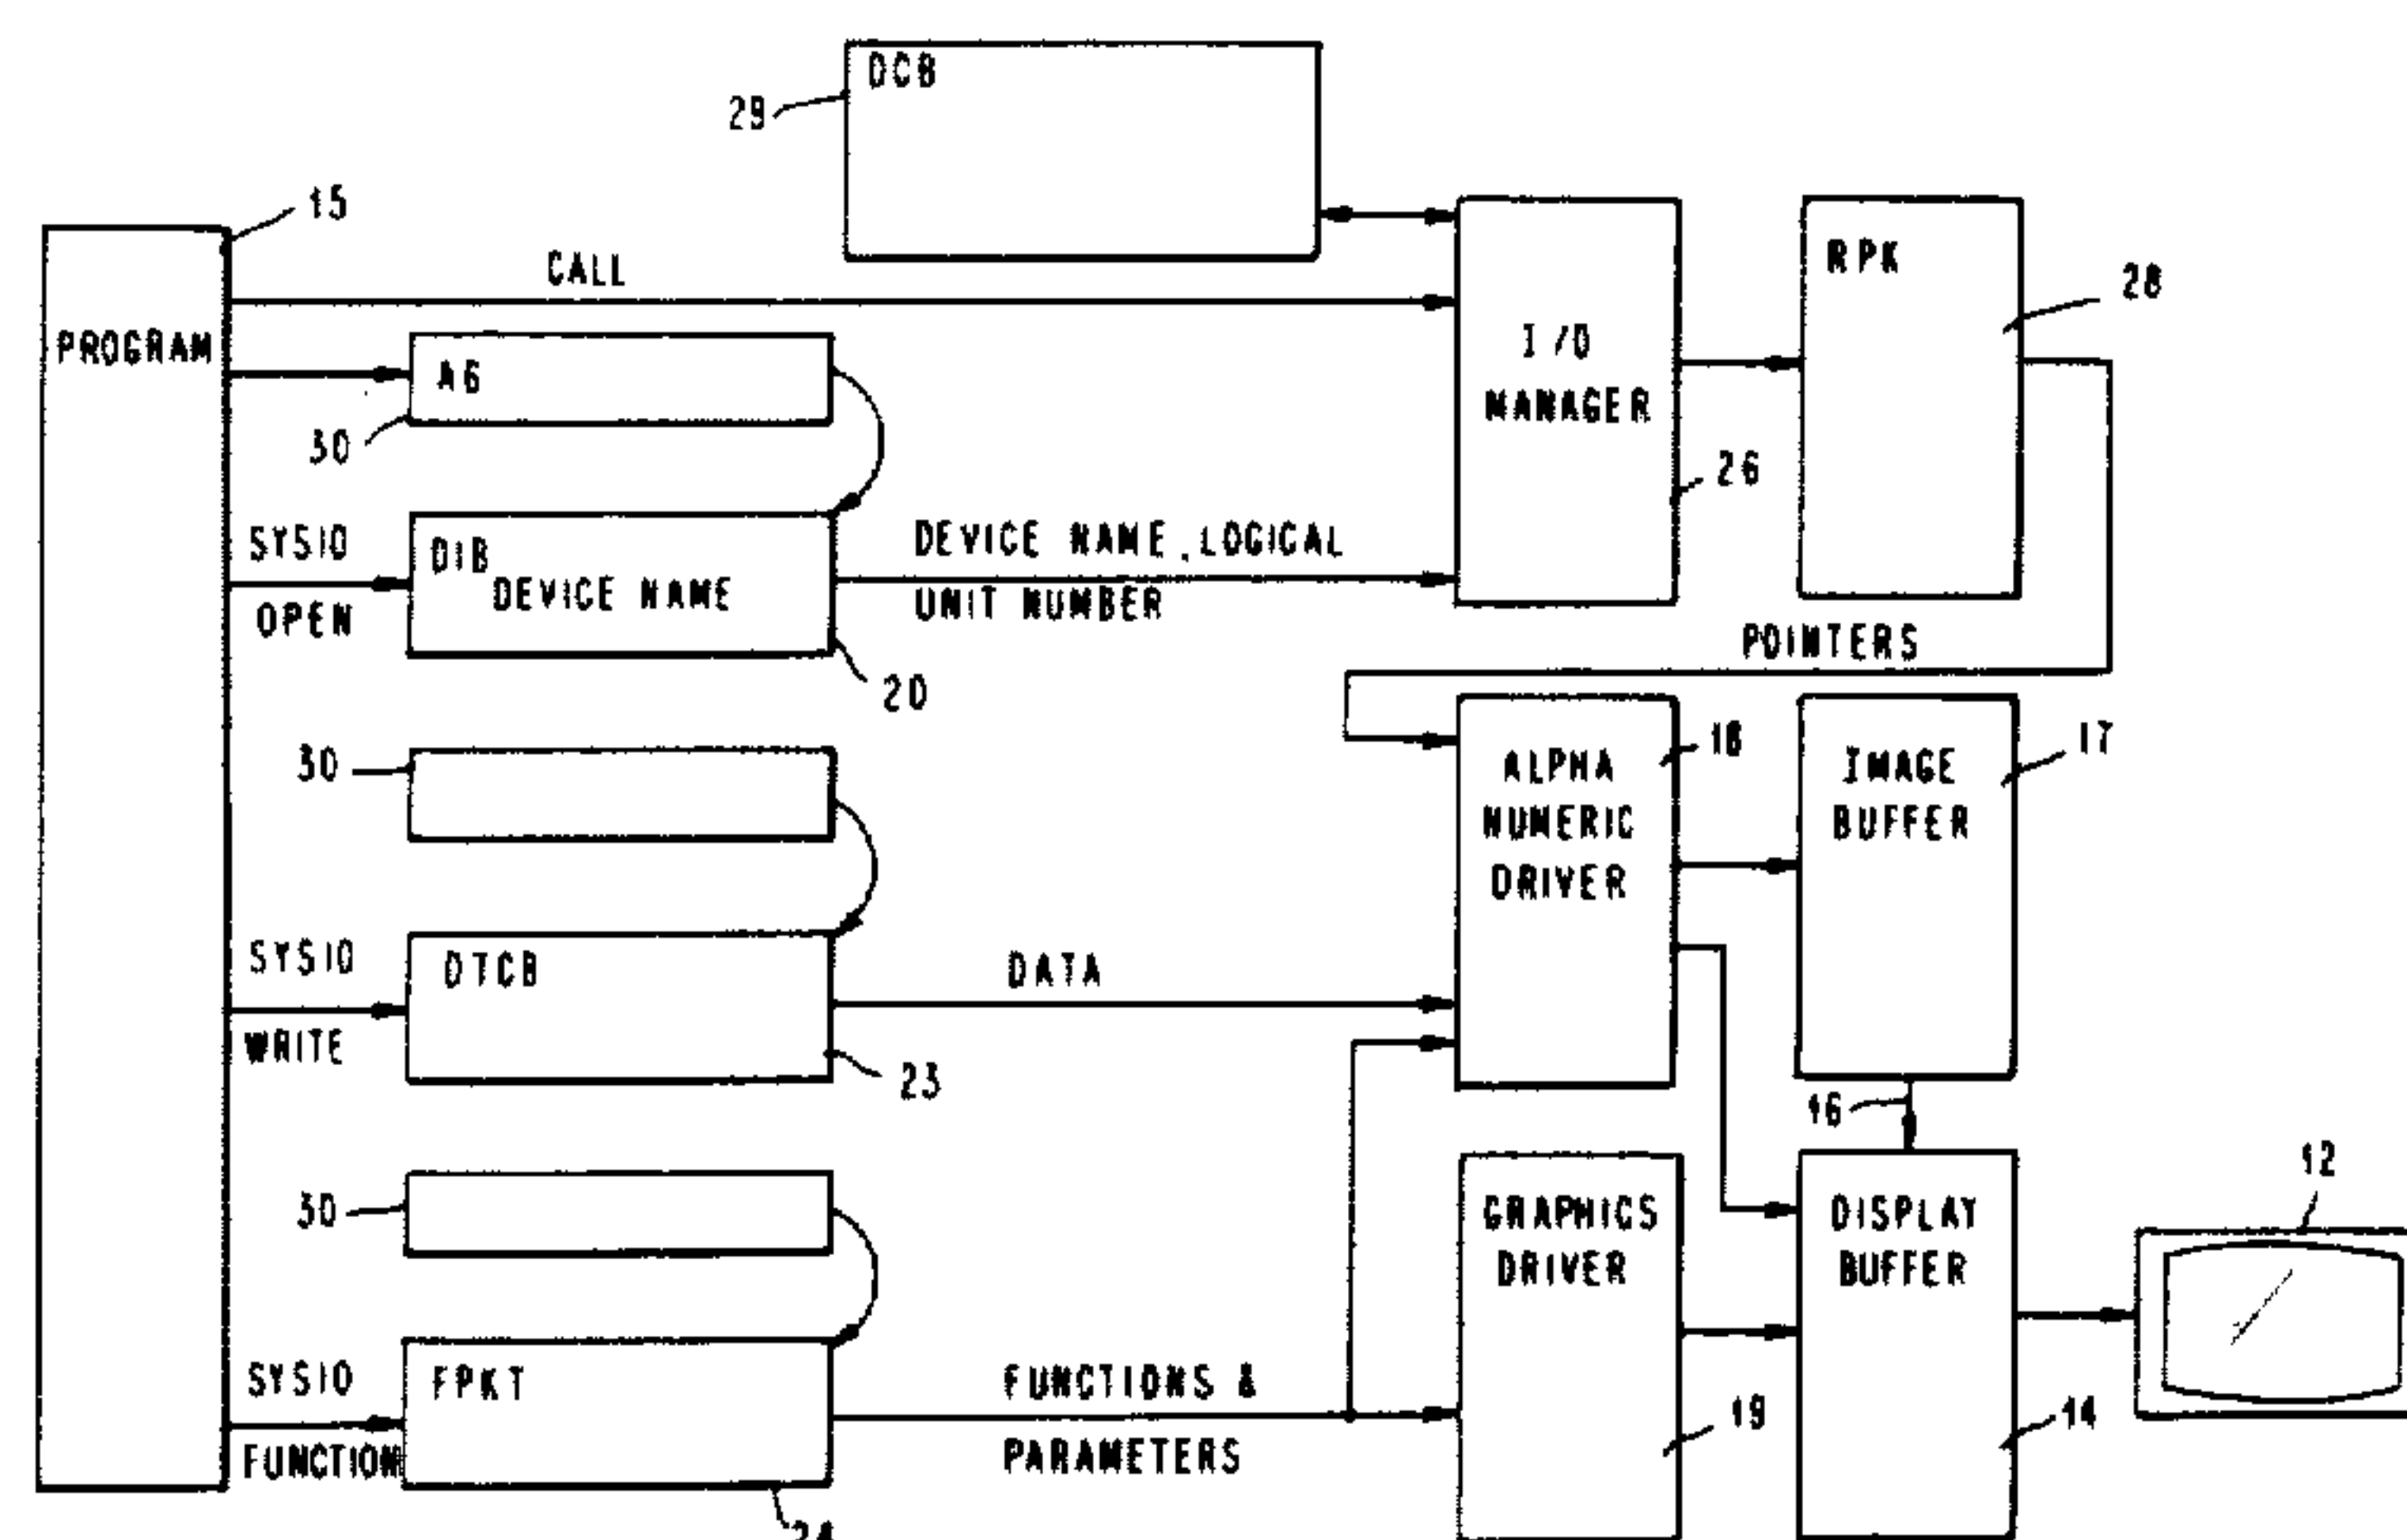 DCB
29
15
CALL
PROGRAM
I/O
MANAGER
RPK
28
A6
30
26
SYSIO
OPEN
DIB
DEVICE NAME
DEVICE NAME, LOGICAL
UNIT NUMBER
20
POINTERS
30
ALPHA
NUMERIC
DRIVER
18
IMAGE
BUFFER
17
SYSIO
WRITE
DTCB
DATA
23
16
30
GRAPHICS
DRIVER
DISPLAY
BUFFER
12
SYSIO
FUNCTION
FPKT
FUNCTIONS &
PARAMETERS
19
14